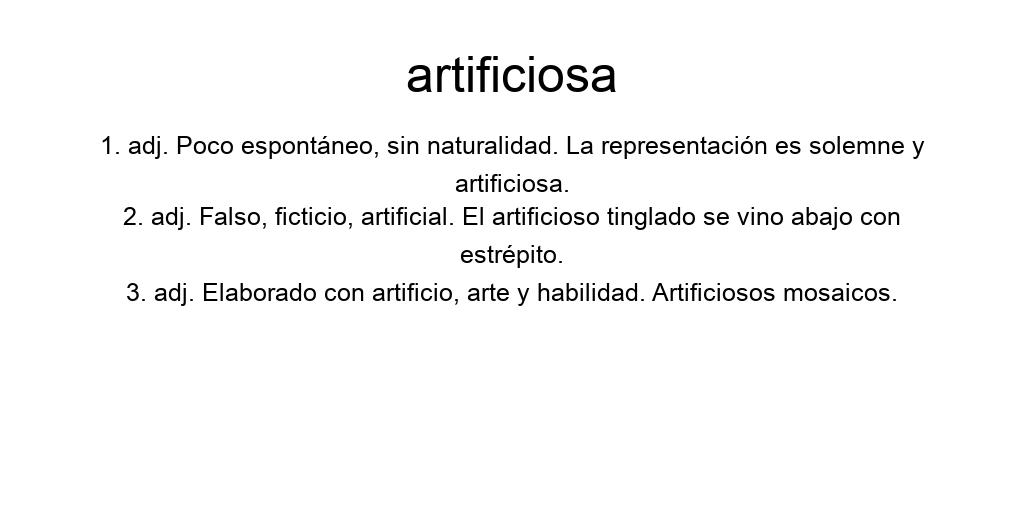 artificiosa
1. adj. Poco espontáneo, sin naturalidad. La representación es solemne y
artificiosa.
2. adj. Falso, ficticio, artificial. El artificioso tinglado se vino abajo con
estrépito.
3. adj. Elaborado con artificio, arte y habilidad. Artificiosos mosaicos.